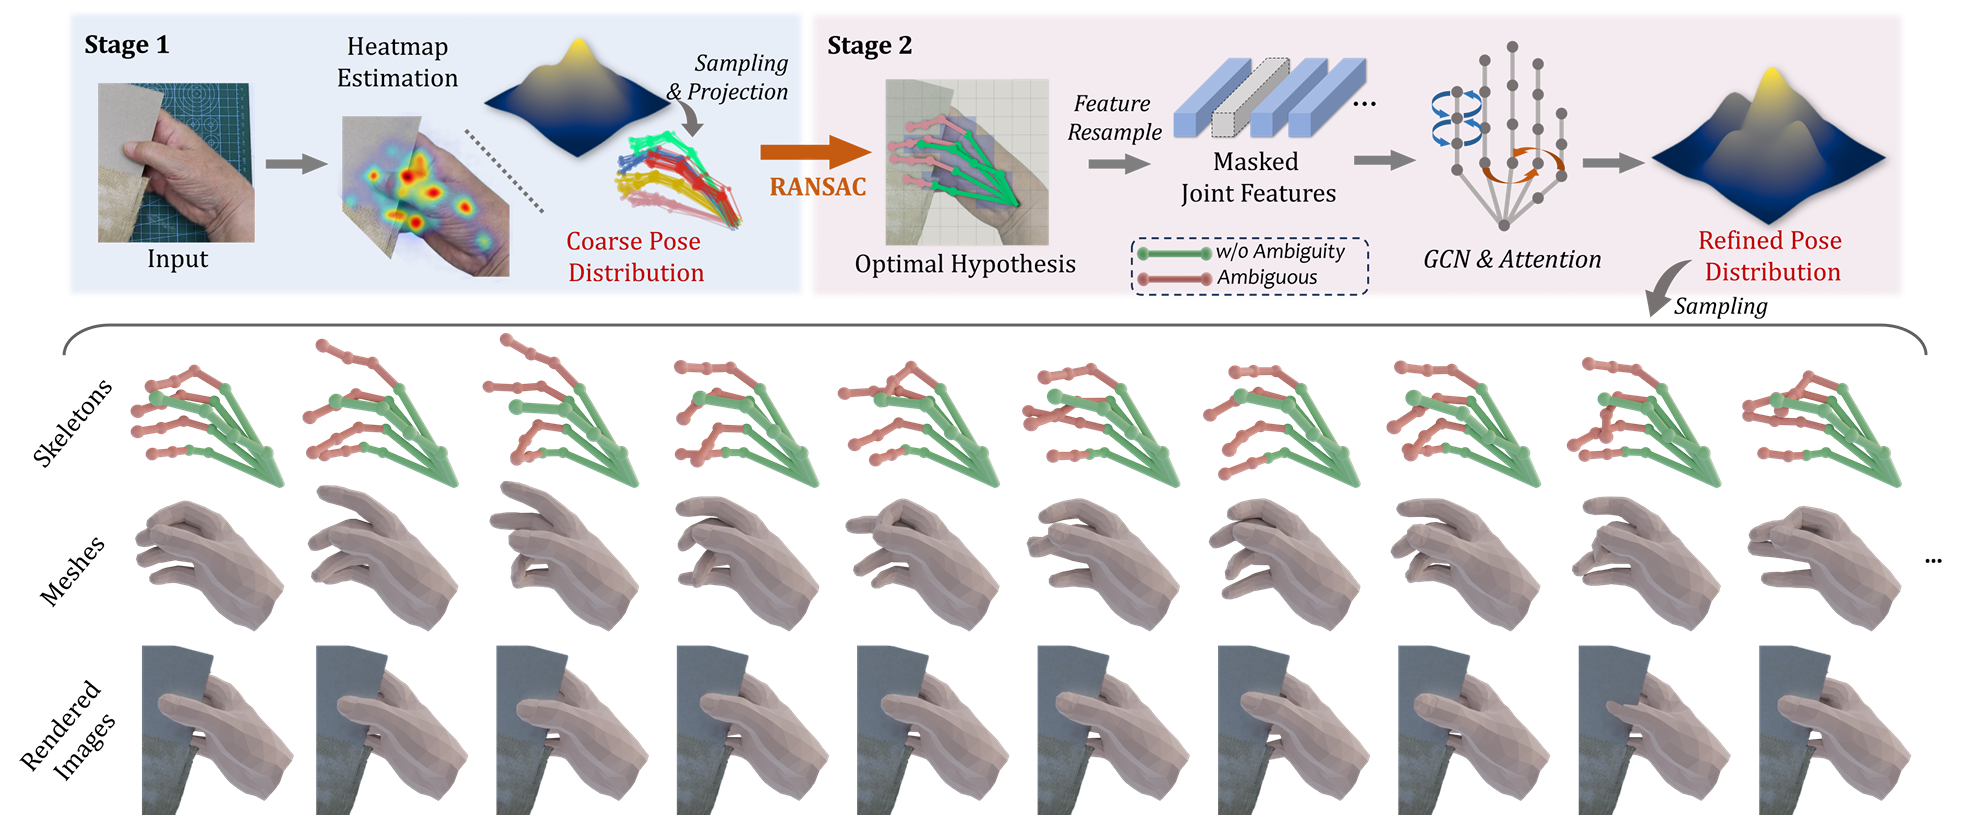 Stage 1
Heatmap
Estimation
Sampling
& Projection
Input
Coarse Pose
Distribution
RANSAC
Stage 2
Optimal Hypothesis
Feature
Resample
...
Masked
Joint Features
w/o Ambiguity
Ambiguous
GCN & Attention
Refined Pose
Distribution
Sampling
Skeletons
Meshes
...
Rendered
Images